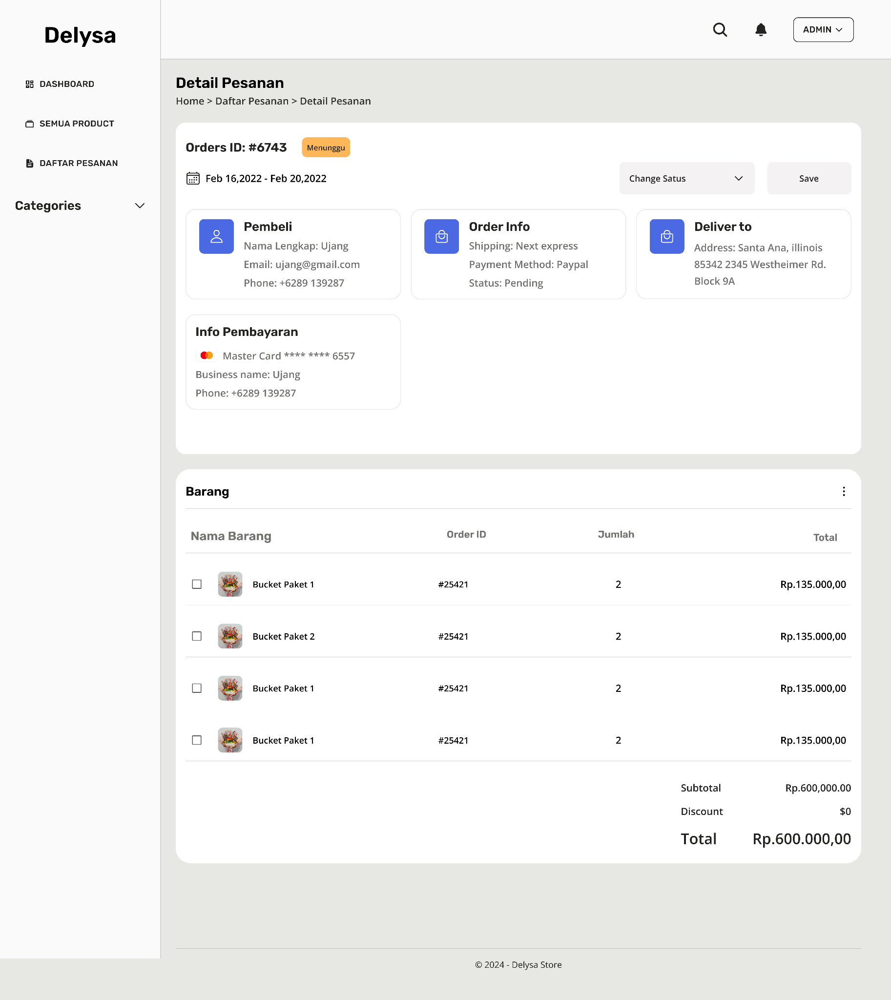 Delysa
ADMIN
DASHBOARD
SEMUA PRODUCT
DAFTAR PESANAN
Categories
Detail Pesanan
Home > Daftar Pesanan > Detail Pesanan
Orders ID: #6743
Menunggu
Feb 16,2022 - Feb 20,2022
Change Satus
Save
Pembeli
Nama Lengkap: Ujang
Email: ujang@gmail.com
Phone: +6289 139287
Order Info
Shipping: Next express
Payment Method: Paypal
Status: Pending
Deliver to
Address: Santa Ana, illinois
85342 2345 Westheimer Rd.
Block 9A
Info Pembayaran
Master Card **** **** 6557
Business name: Ujang
Phone: +6289 139287
Barang
Nama Barang Order ID Jumlah Total
Bucket Paket 1 #25421 2 Rp.135.000,00
Bucket Paket 2 #25421 2 Rp.135.000,00
Bucket Paket 1 #25421 2 Rp.135.000,00
Bucket Paket 1 #25421 2 Rp.135.000,00
Subtotal Rp.600,000.00
Discount $0
Total Rp.600.000,00
© 2024 - Delysa Store